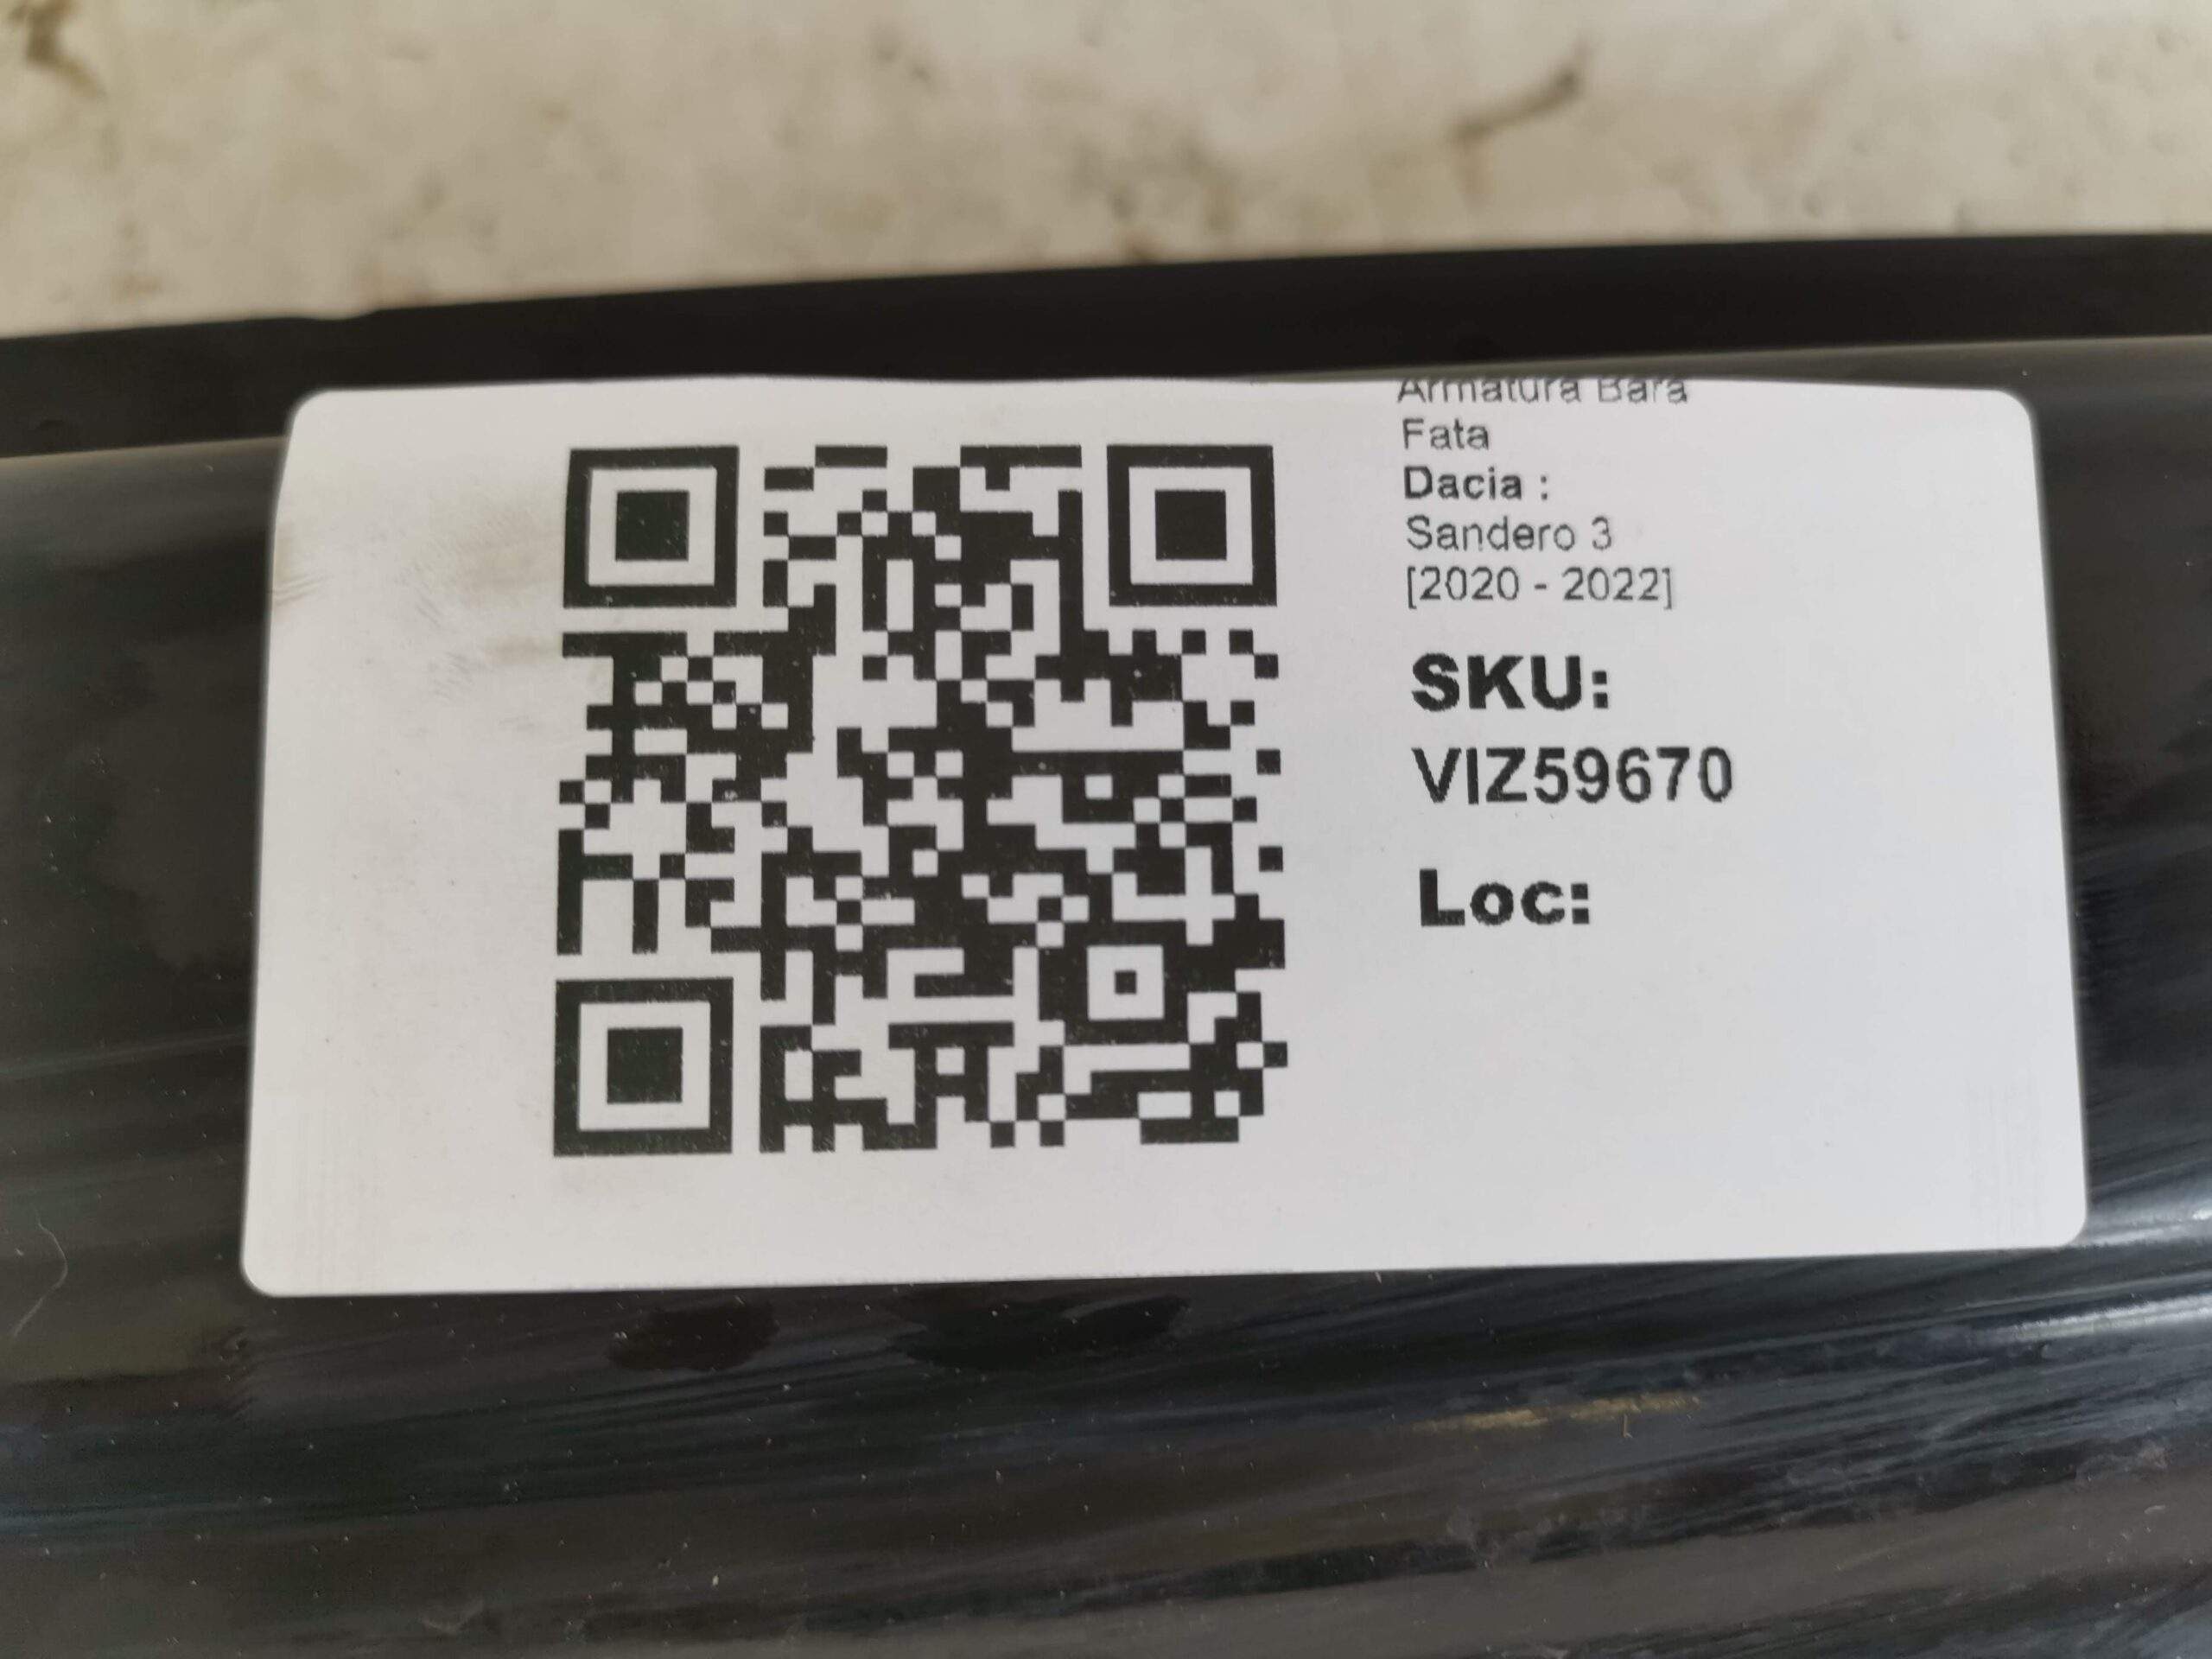 Armatura Bara
Fata
Dacia :
Sandero 3
[2020 - 2022]
SKU:
VIZ59670
Loc: